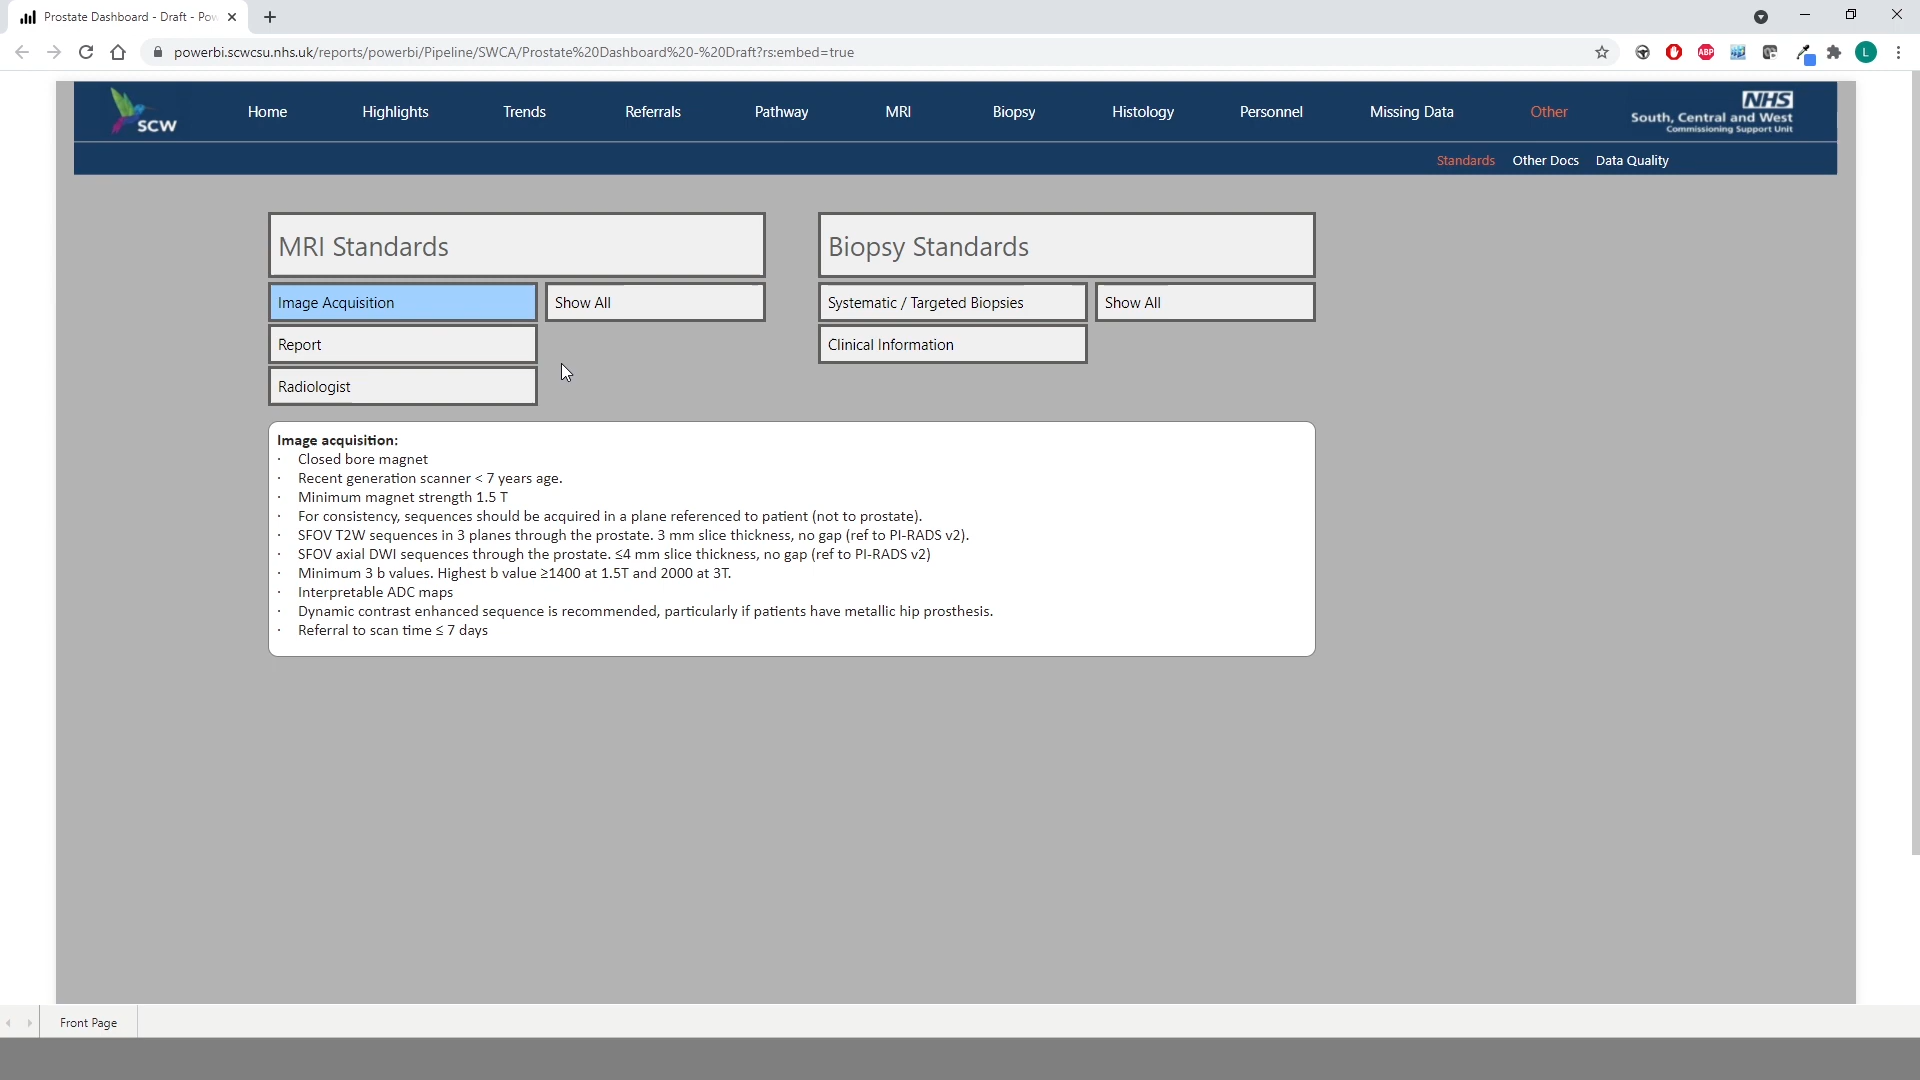 Prostate Dashboard - Draft - Pow
powerbi.scwcsu.nhs.uk/reports/powerbi/Pipeline/SWCA/Prostate%20Dashboard%20-%20Draft?rs:embed=true
ABP
L
SCW
Home
Highlights
Trends
Referrals
Pathway
MRI
Biopsy
Histology
Personnel
Missing Data
Other
NHS
South, Central and West
Commissioning Support Unit
Standards
Other Docs
Data Quality
MRI Standards
Biopsy Standards
Image Acquisition
Show All
Systematic / Targeted Biopsies
Show All
Report
Clinical Information
Radiologist
Image acquisition:
· Closed bore magnet
· Recent generation scanner < 7 years age.
· Minimum magnet strength 1.5 T
· For consistency, sequences should be acquired in a plane referenced to patient (not to prostate).
· SFOV T2W sequences in 3 planes through the prostate. 3 mm slice thickness, no gap (ref to PI-RADS v2).
· SFOV axial DWI sequences through the prostate. ≤4 mm slice thickness, no gap (ref to PI-RADS v2)
· Minimum 3 b values. Highest b value ≥1400 at 1.5T and 2000 at 3T.
· Interpretable ADC maps
· Dynamic contrast enhanced sequence is recommended, particularly if patients have metallic hip prosthesis.
· Referral to scan time ≤ 7 days
Front Page